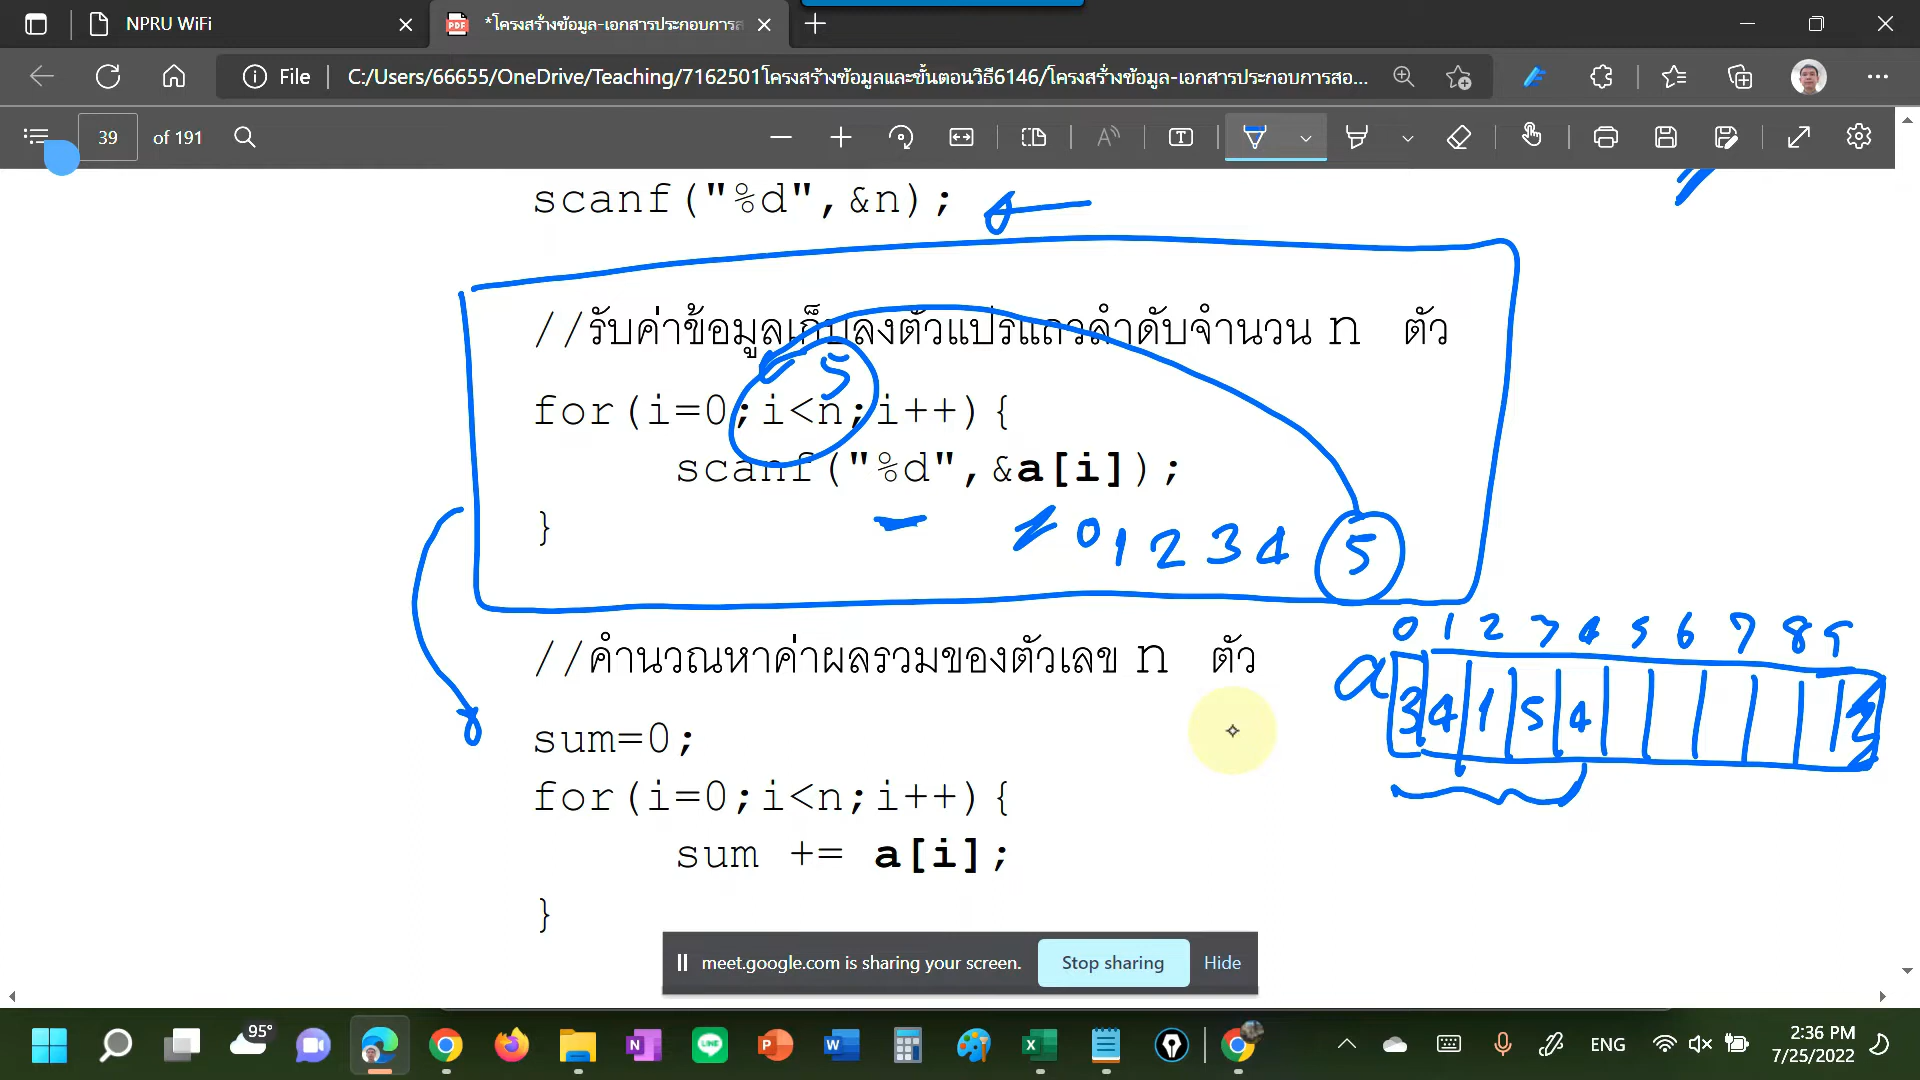 NPRU WiFi
*โครงสร้างข้อมูล-เอกสารประกอบการส
File
C:/Users/66655/OneDrive/Teaching/7162501โครงสร้างข้อมูลและขั้นตอนวิธี6146/โครงสร้างข้อมูล-เอกสารประกอบการสอ...
39 of 191
scanf("%d",&n);
//รับค่าข้อมูลเก็บลงตัวแปรแถวลำดับจำนวน n ตัว
5
for(i=0;i<n;i++){
scanf("%d",&a[i]);
}
0 1 2 3 4 5
//คำนวณหาค่าผลรวมของตัวเลข n ตัว
0 1 2 3 4 5 6 7 8 9
a 3 4 1 5 4
sum=0;
for(i=0;i<n;i++){
sum += a[i];
}
meet.google.com is sharing your screen.
Stop sharing
Hide
95°
ENG
2:36 PM
7/25/2022